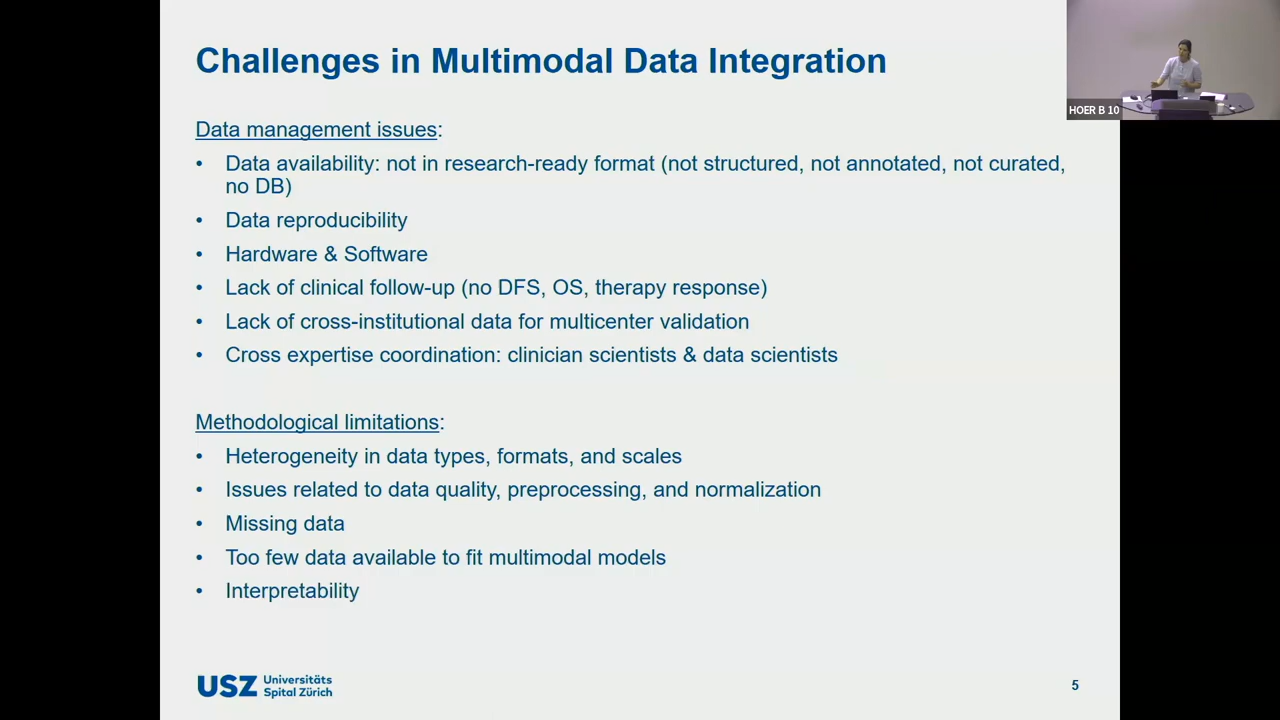 Challenges in Multimodal Data Integration
HOER B 10
Data management issues:
• Data availability: not in research-ready format (not structured, not annotated, not curated,
no DB)
• Data reproducibility
• Hardware & Software
• Lack of clinical follow-up (no DFS, OS, therapy response)
• Lack of cross-institutional data for multicenter validation
• Cross expertise coordination: clinician scientists & data scientists
Methodological limitations:
• Heterogeneity in data types, formats, and scales
• Issues related to data quality, preprocessing, and normalization
• Missing data
• Too few data available to fit multimodal models
• Interpretability
USZ Universitäts
Spital Zürich
5